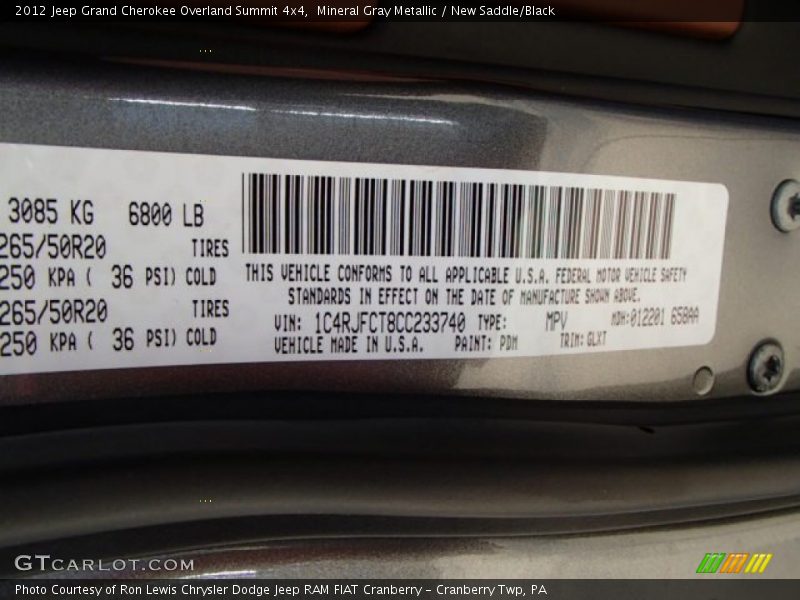 2012 Jeep Grand Cherokee Overland Summit 4x4, Mineral Gray Metallic / New Saddle/Black
3085 KG 6800 LB
265/50R20 TIRES
250 KPA ( 36 PSI) COLD
265/50R20 TIRES
250 KPA ( 36 PSI) COLD
THIS VEHICLE CONFORMS TO ALL APPLICABLE U.S.A. FEDERAL MOTOR VEHICLE SAFETY
STANDARDS IN EFFECT ON THE DATE OF MANUFACTURE SHOWN ABOVE.
VIN: 1C4RJFCT8CC233740 TYPE: MPV MDH:012201 658AA
VEHICLE MADE IN U.S.A. PAINT: PDM TRIM: GLXT
GTCARLOT.COM
Photo Courtesy of Ron Lewis Chrysler Dodge Jeep RAM FIAT Cranberry – Cranberry Twp, PA